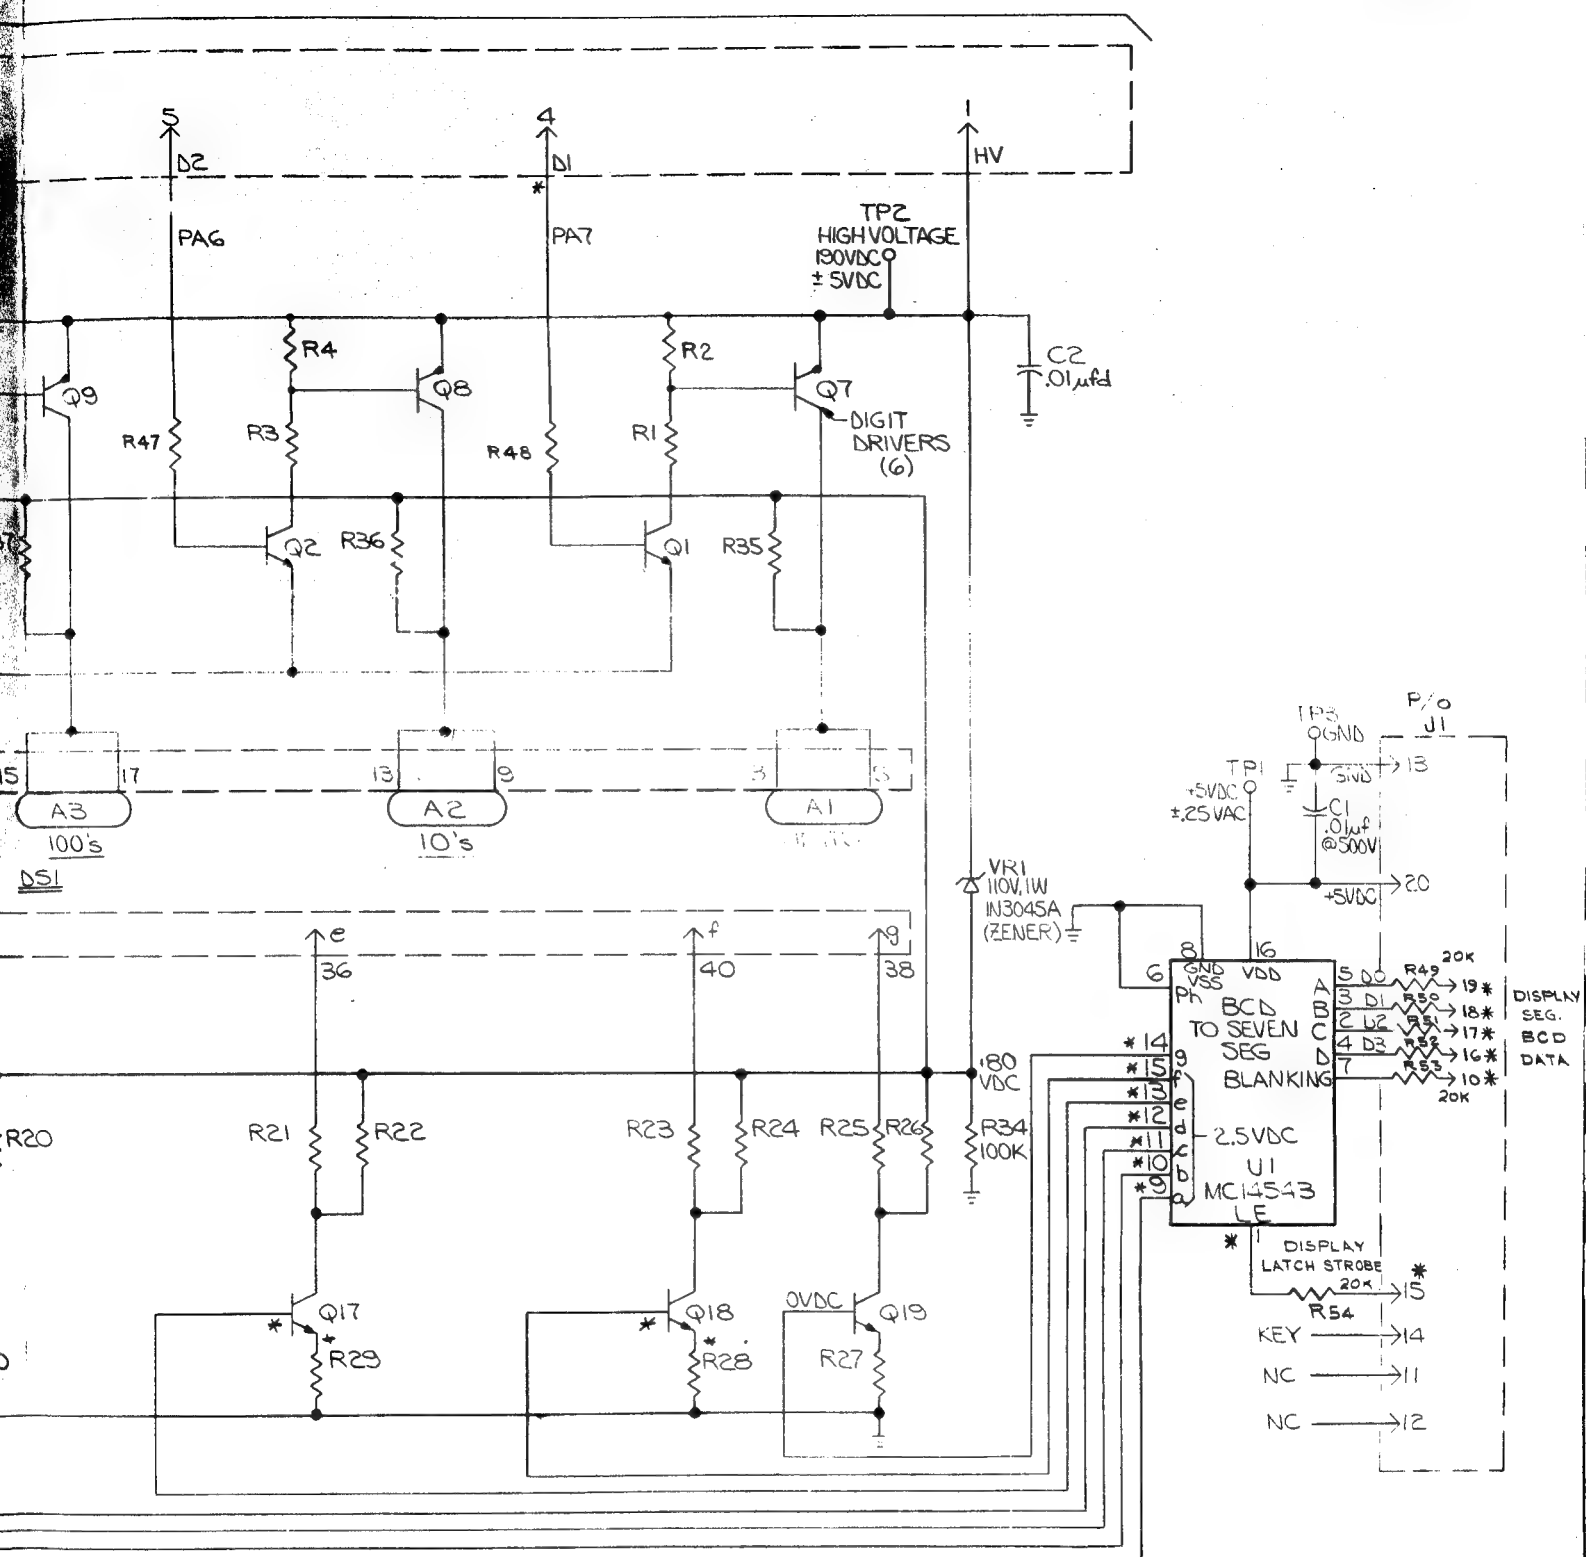 5
4
1
D2
D1
HV
*
PA6
PA7
TP2
HIGH VOLTAGE
190VDC
± 5VDC
R4
R2
C2
.01µfd
Q9
Q8
Q7
R47
R3
R48
R1
DIGIT
DRIVERS
(6)
Q2
R36
Q1
R35
15
17
13
9
3
A3
A2
A1
100's
10's
DS1
P/O
J1
TP3
GND
GND
13
TP1
+5VDC
±.25VAC
C1
.01µf
@500V
20
+5VDC
VR1
110V, 1W
1N3045A
(ZENER)
e
f
g
36
40
38
8
16
6
GND
VSS
VDD
Ph
BCD
TO SEVEN
SEG
BLANKING
A
B
C
D
5
3
2
4
7
D0
D1
D2
D3
20K
R49
R50
R51
R52
R53
20K
19*
18*
17*
16*
10*
DISPLAY
SEG.
BCD
DATA
*14
*15
*13
*12
*11
*10
*9
g
f
e
d
c
b
a
2.5VDC
U1
MC14543
LE
1
*
80
VDC
R20
R21
R22
R23
R24
R25
R26
R34
100K
DISPLAY
LATCH STROBE
20K
R54
15
*
KEY
14
NC
11
NC
12
Q17
*
*
R29
Q18
*
*
R28
0VDC
Q19
R27